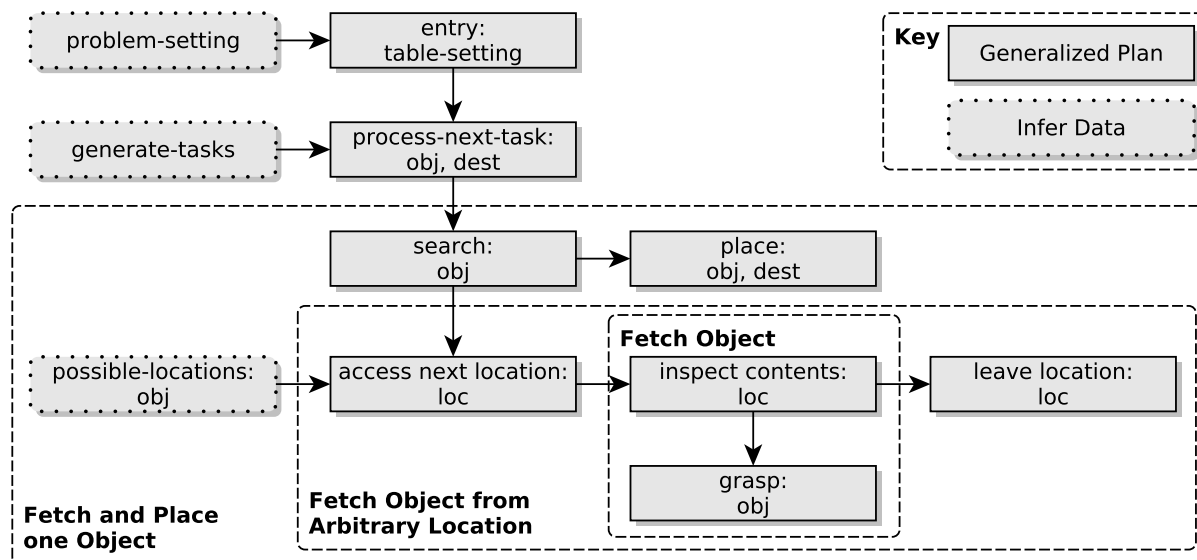 problem-setting
entry:
table-setting
Key
Generalized Plan
Infer Data
generate-tasks
process-next-task:
obj, dest
search:
obj
place:
obj, dest
Fetch Object
possible-locations:
obj
access next location:
loc
inspect contents:
loc
leave location:
loc
grasp:
obj
Fetch Object from
Arbitrary Location
Fetch and Place
one Object